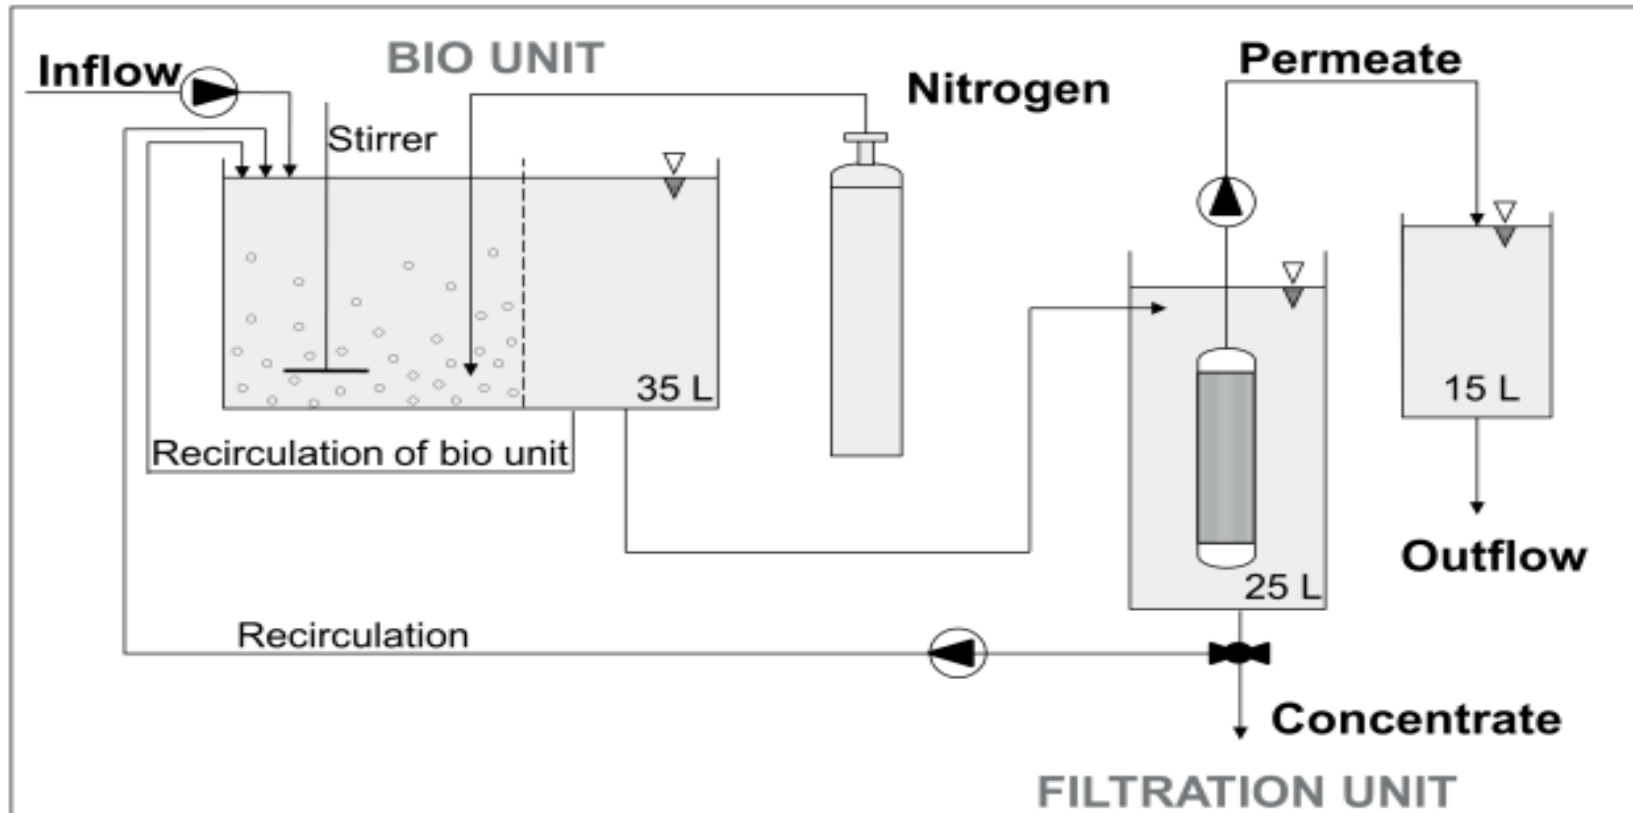 BIO UNIT
Permeate
Inflow
Nitrogen
Stirrer
35 L
15 L
Recirculation of bio unit
Outflow
25 L
Recirculation
Concentrate
FILTRATION UNIT